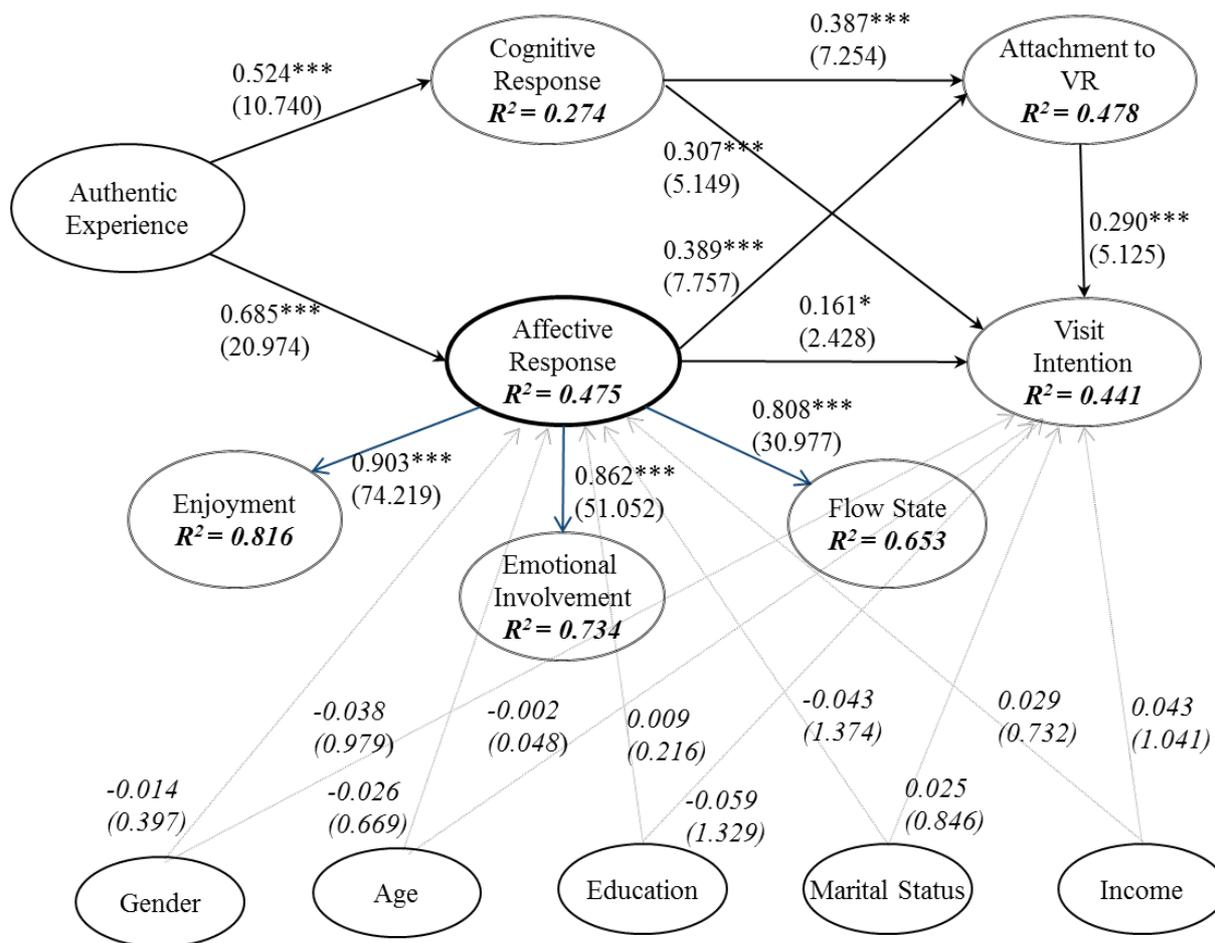 0.387***
(7.254)
Cognitive
Response
R² = 0.274
Attachment to
VR
R² = 0.478
0.524***
(10.740)
0.307***
(5.149)
Authentic
Experience
0.290***
(5.125)
0.389***
(7.757)
0.685***
(20.974)
0.161*
(2.428)
Affective
Response
R² = 0.475
Visit
Intention
R² = 0.441
0.808***
(30.977)
0.903***
(74.219)
0.862***
(51.052)
Enjoyment
R² = 0.816
Flow State
R² = 0.653
Emotional
Involvement
R² = 0.734
-0.038
(0.979)
-0.002
(0.048)
0.009
(0.216)
-0.043
(1.374)
0.029
(0.732)
0.043
(1.041)
-0.014
(0.397)
-0.026
(0.669)
-0.059
(1.329)
0.025
(0.846)
Gender
Age
Education
Marital Status
Income